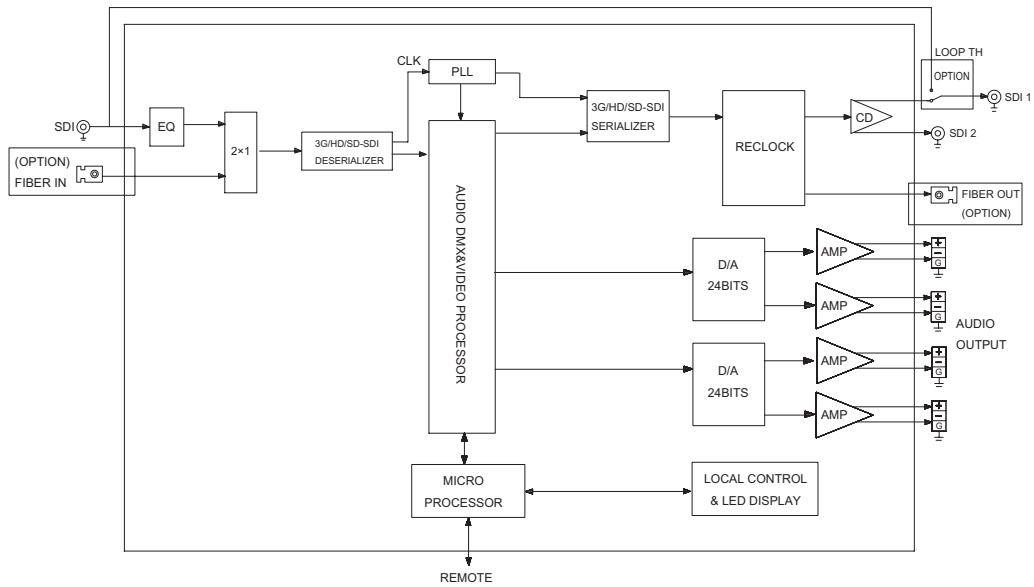 LOOP TH
OPTION
SDI 1
SDI 2
CLK
PLL
SDI
EQ
2×1
3G/HD/SD-SDI
DESERIALIZER
3G/HD/SD-SDI
SERIALIZER
RECLOCK
CD
(OPTION)
FIBER IN
FIBER OUT
(OPTION)
AUDIO DMX&VIDEO PROCESSOR
D/A
24BITS
AMP
+
−
G
AMP
+
−
G
AUDIO
OUTPUT
D/A
24BITS
AMP
+
−
G
AMP
+
−
G
MICRO
PROCESSOR
LOCAL CONTROL
& LED DISPLAY
REMOTE